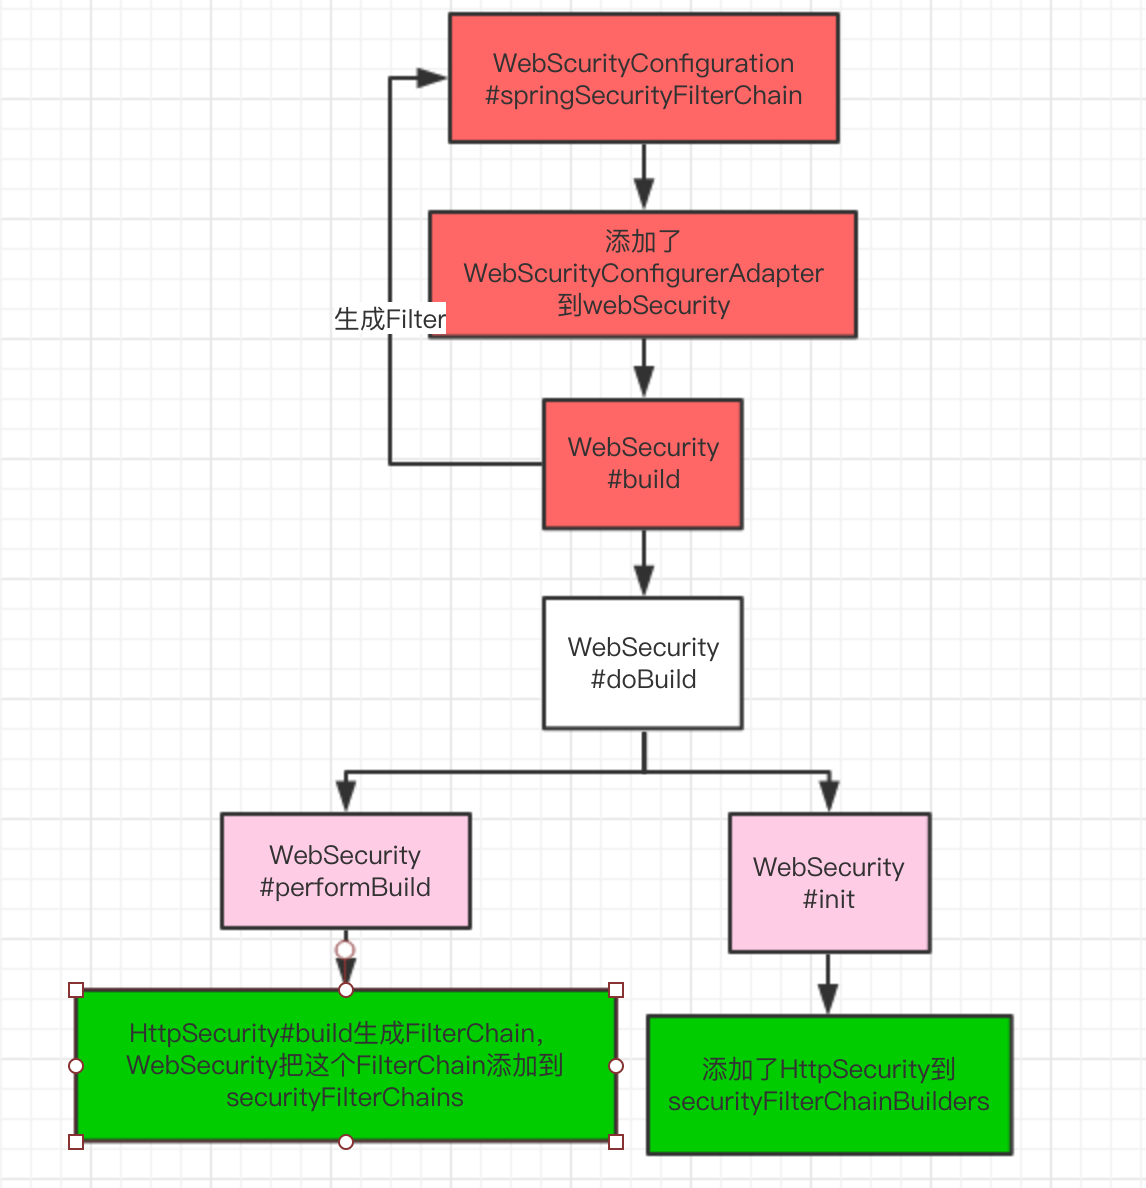 WebScurityConfiguration
#springSecurityFilterChain
添加了
WebScurityConfigurerAdapter
到webSecurity
生成Filter
WebSecurity
#build
WebSecurity
#doBuild
WebSecurity
#performBuild
WebSecurity
#init
HttpSecurity#build生成FilterChain,
WebSecurity把这个FilterChain添加到
securityFilterChains
添加了HttpSecurity到
securityFilterChainBuilders